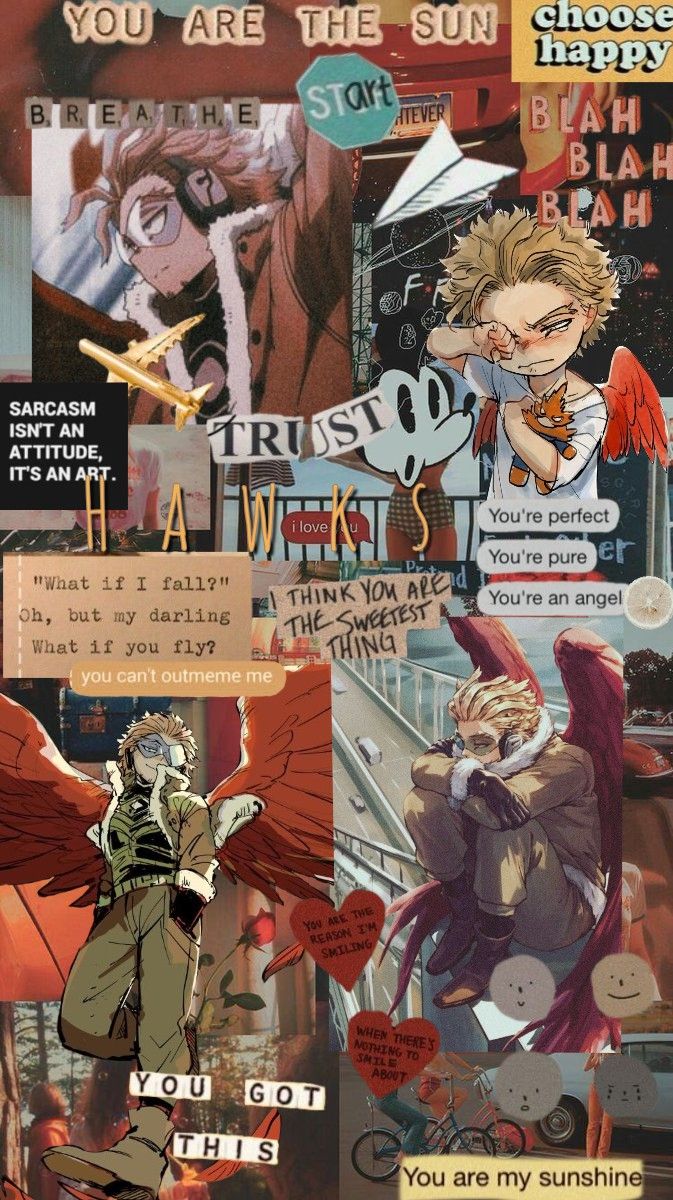 YOU ARE THE SUN
choose
happy
START
BREATHE
BLAH
BLAH
BLAH
TRUST
SARCASM
ISN'T AN
ATTITUDE,
IT'S AN ART.
HAWKS
i love you
You're perfect
You're pure
You're an angel
"What if I fall?"
Oh, but my darling
What if you fly?
I THINK YOU ARE
THE SWEETEST
THING
you can't outmeme me
YOU ARE THE
REASON I'M
SMILING
WHEN THERE'S
NOTHING TO
SMILE
ABOUT
YOU GOT
THIS
You are my sunshine